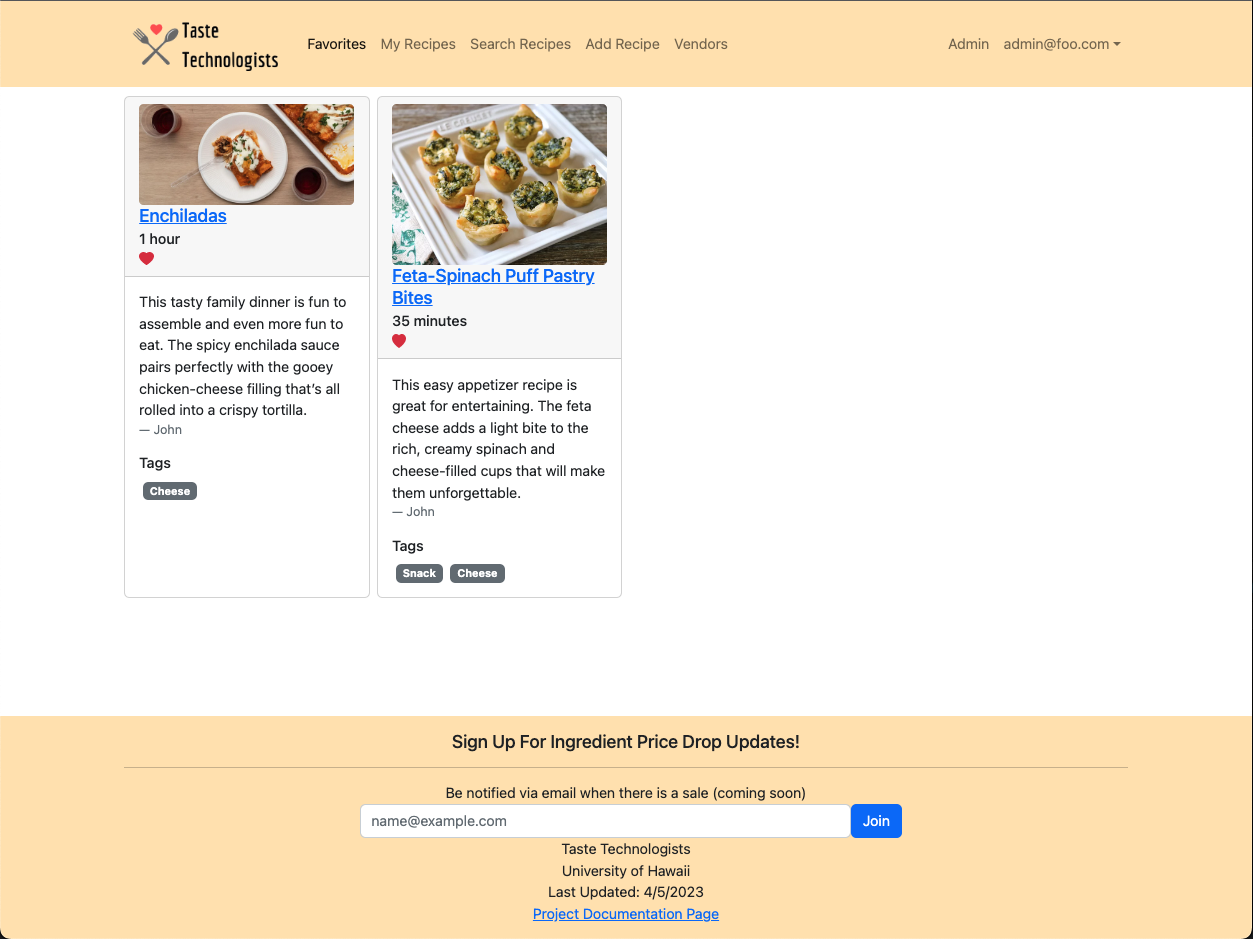 Taste
Technologists
Favorites My Recipes Search Recipes Add Recipe Vendors
Admin admin@foo.com
Enchiladas
1 hour
This tasty family dinner is fun to
assemble and even more fun to
eat. The spicy enchilada sauce
pairs perfectly with the gooey
chicken-cheese filling that’s all
rolled into a crispy tortilla.
— John
Tags
Cheese
LE CREUSET
Feta-Spinach Puff Pastry
Bites
35 minutes
This easy appetizer recipe is
great for entertaining. The feta
cheese adds a light bite to the
rich, creamy spinach and
cheese-filled cups that will make
them unforgettable.
— John
Tags
Snack Cheese
Sign Up For Ingredient Price Drop Updates!
Be notified via email when there is a sale (coming soon)
name@example.com Join
Taste Technologists
University of Hawaii
Last Updated: 4/5/2023
Project Documentation Page